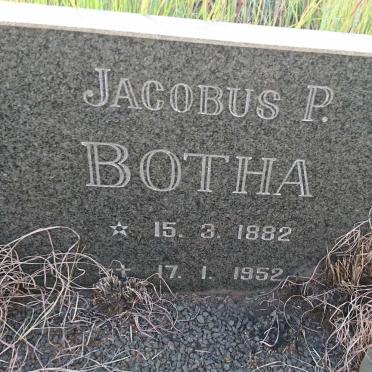 JACOBUS P.
BOTHA
☆ 15. 3. 1882
✝ 17. 1. 1952